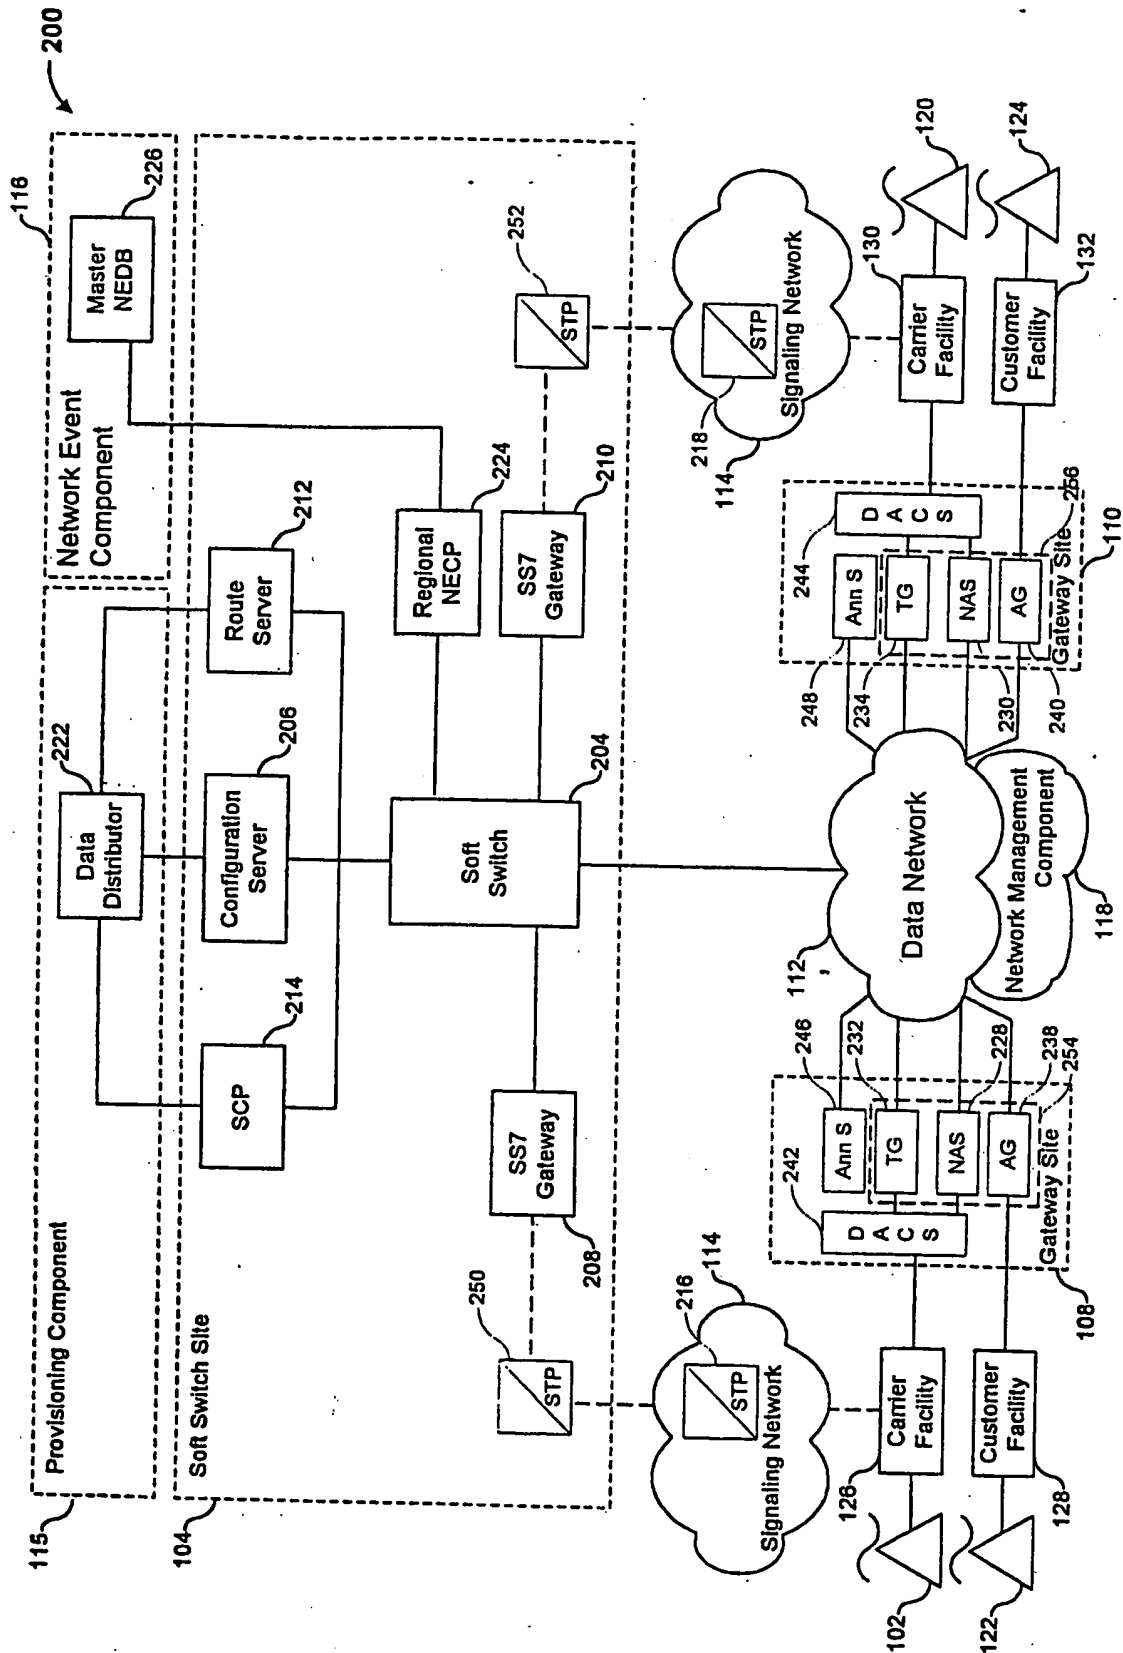 200
116
Network Event
Component
Master
NEDB
226
115
Provisioning Component
Data
Distributor
222
104
Soft Switch Site
SCP
214
Configuration
Server
206
Route
Server
212
Soft
Switch
204
Regional
NECP
224
SS7
Gateway
208
SS7
Gateway
210
250
STP
252
STP
114
216
STP
Signaling Network
218
STP
Signaling Network
114
242
D
A
C
S
246
Ann S
232
TG
NAS
228
AG
238
254
Gateway Site
108
112
Data Network
Network Management
Component
118
248
Ann S
234
TG
NAS
230
AG
240
244
D
A
C
S
256
Gateway Site
110
126
Carrier
Facility
102
Customer
Facility
128
122
130
Carrier
Facility
120
Customer
Facility
132
124